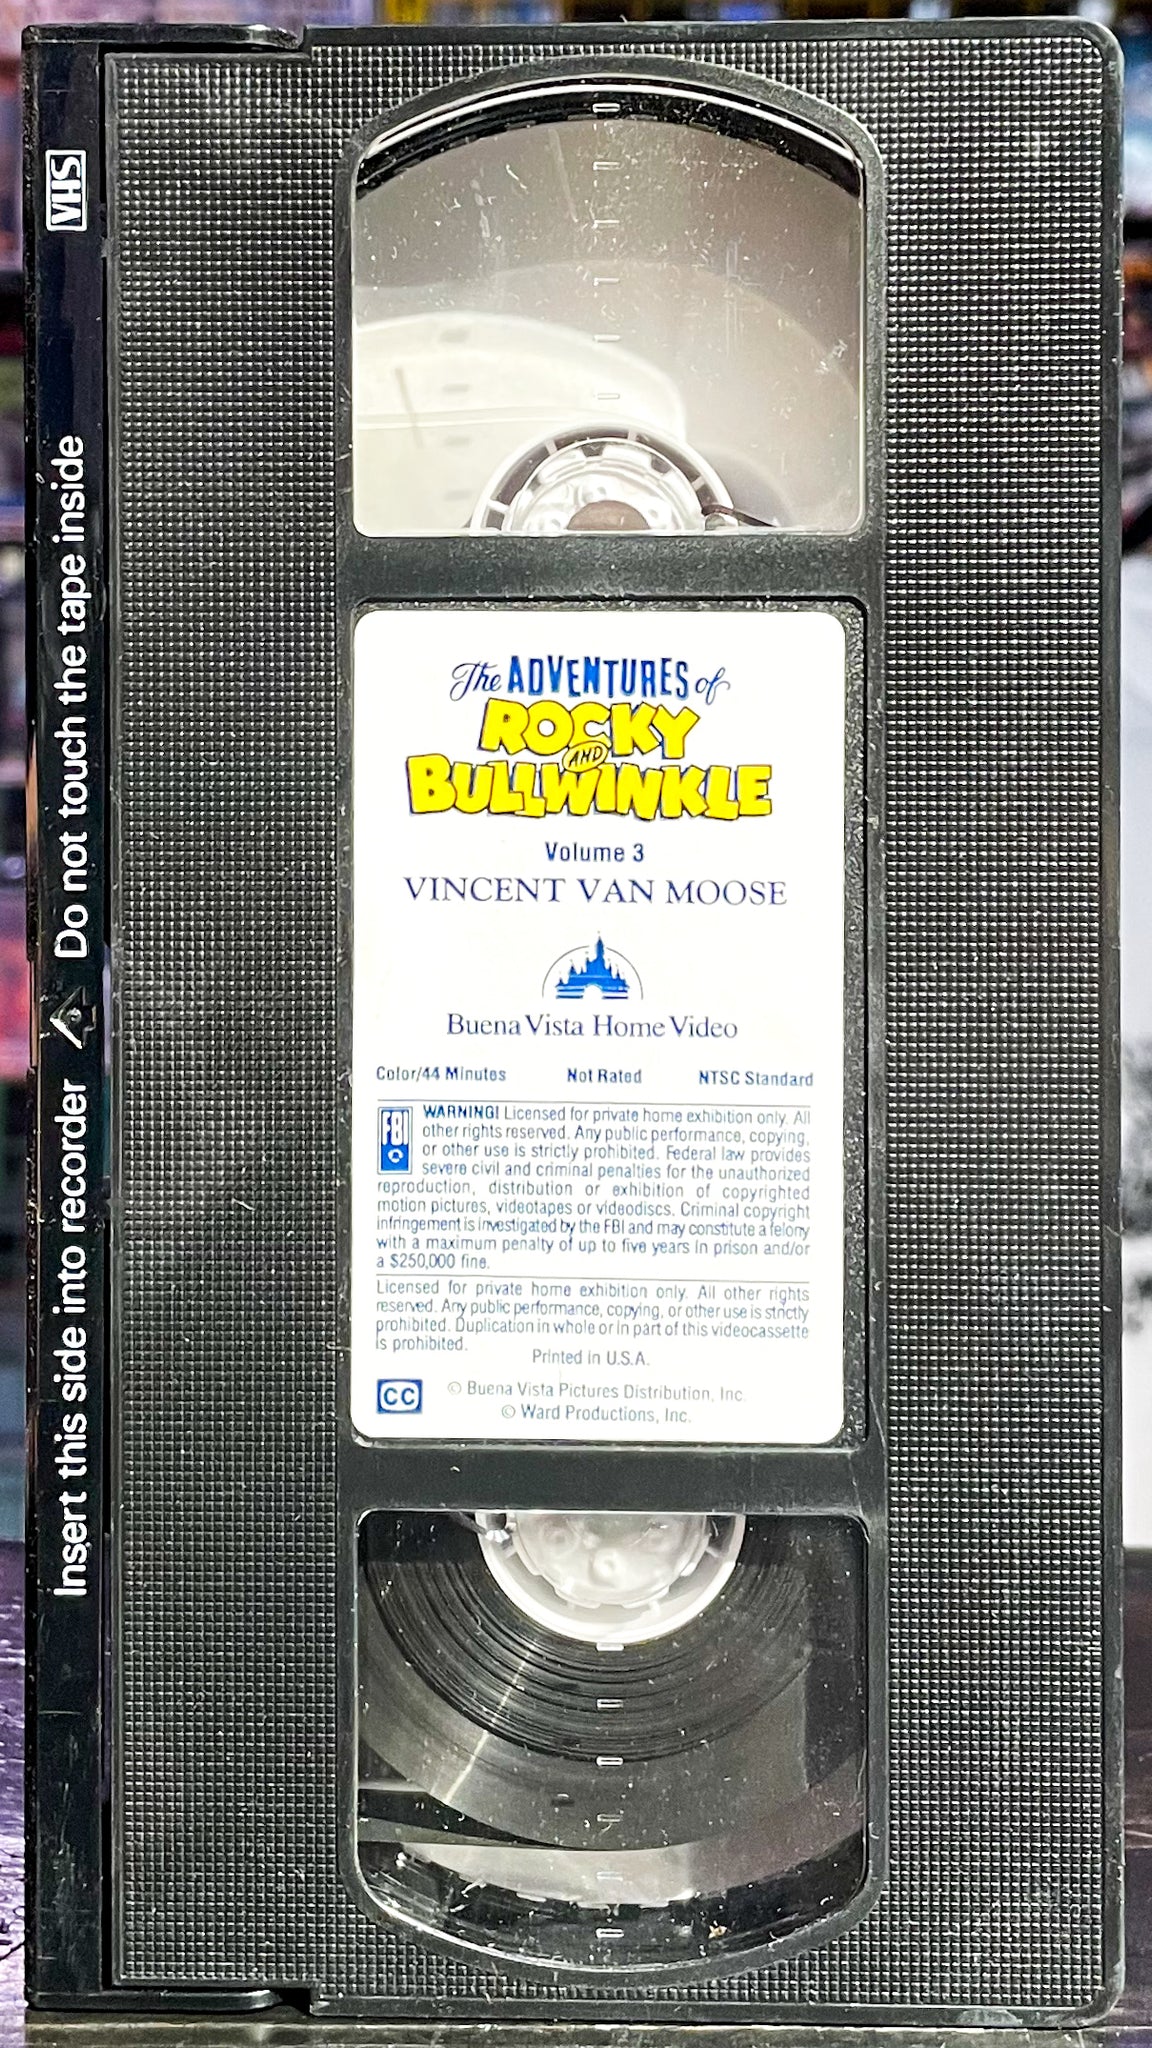 VHS
Do not touch the tape inside
Insert this side into recorder
The ADVENTURES of
ROCKY
AND
BULLWINKLE
Volume 3
VINCENT VAN MOOSE
Buena Vista Home Video
Color/44 Minutes Not Rated NTSC Standard
FBI
WARNING! Licensed for private home exhibition only. All
other rights reserved. Any public performance, copying,
or other use is strictly prohibited. Federal law provides
severe civil and criminal penalties for the unauthorized
reproduction, distribution or exhibition of copyrighted
motion pictures, videotapes or videodiscs. Criminal copyright
infringement is investigated by the FBI and may constitute a felony
with a maximum penalty of up to five years in prison and/or
a $250,000 fine.
Licensed for private home exhibition only. All other rights
reserved. Any public performance, copying, or other use is strictly
prohibited. Duplication in whole or in part of this videocassette
is prohibited.
Printed in U.S.A.
CC
© Buena Vista Pictures Distribution, Inc.
© Ward Productions, Inc.